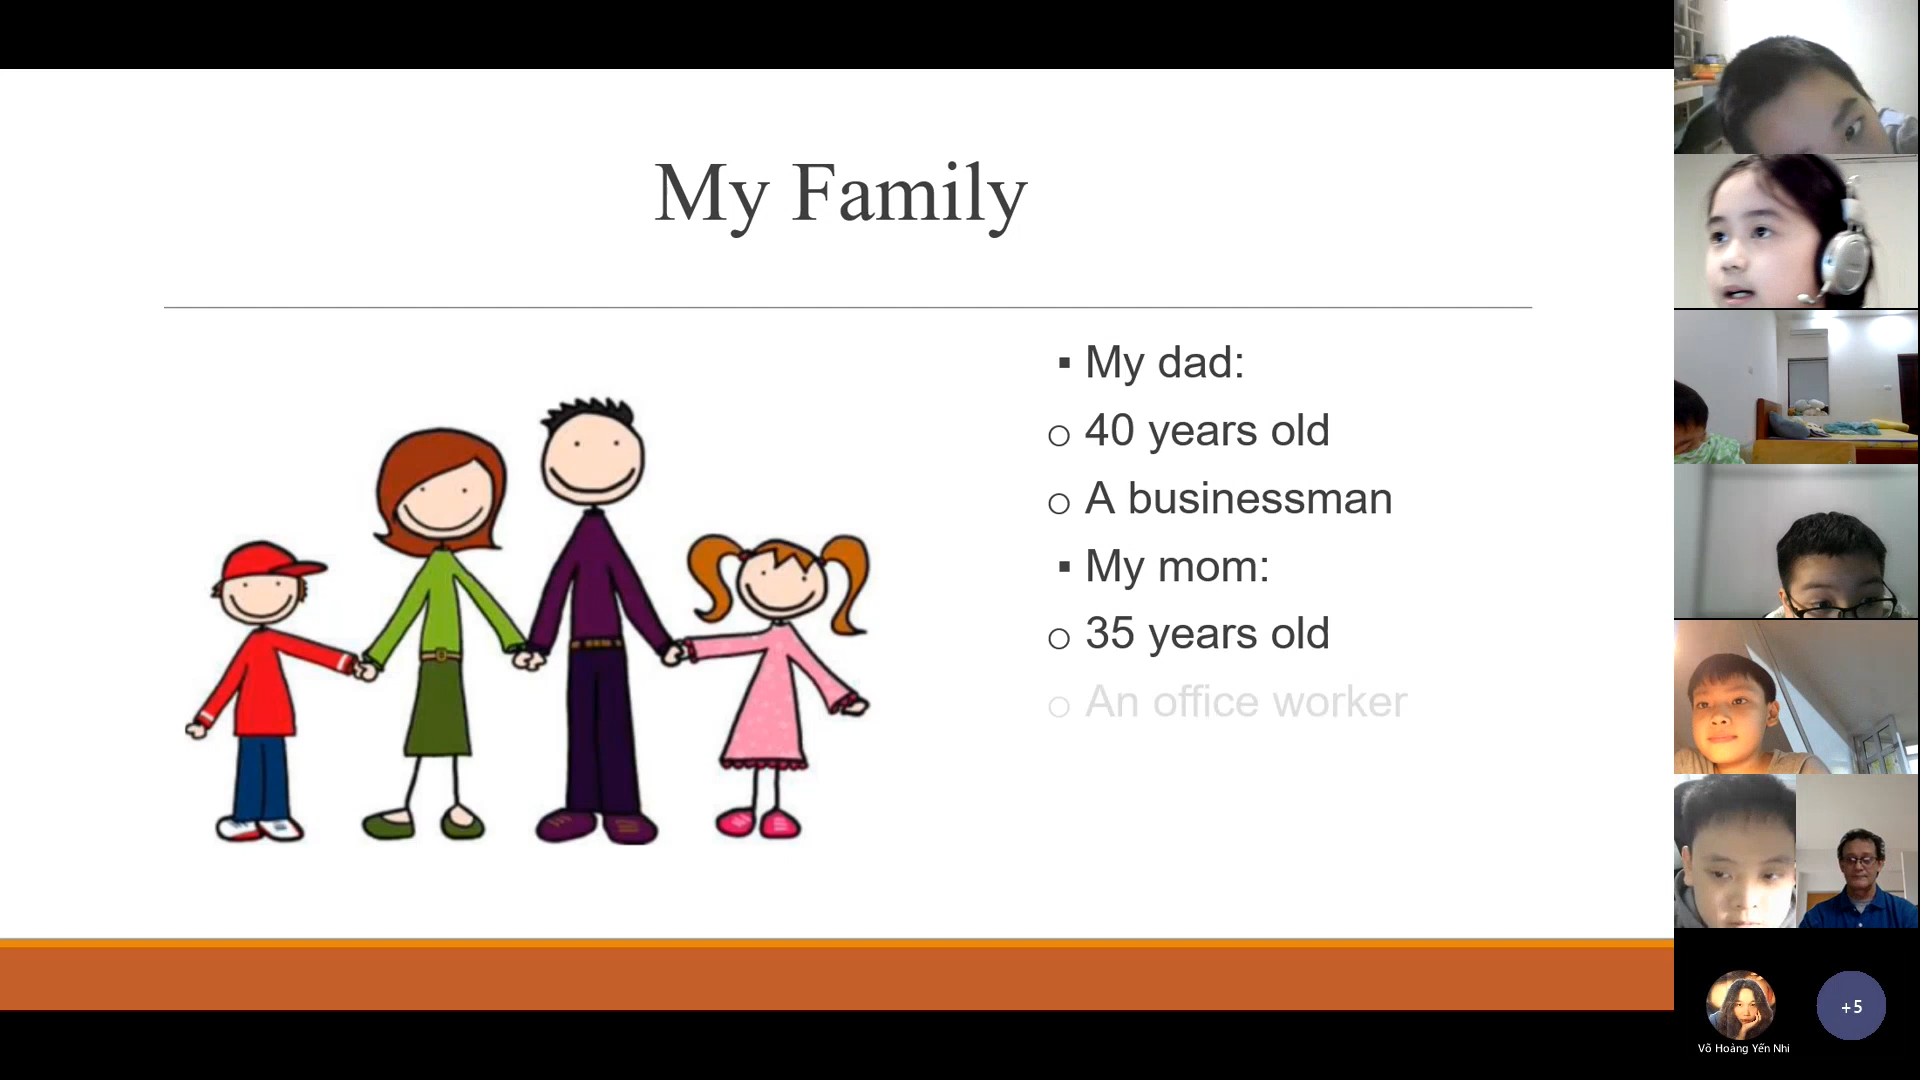 My Family
▪ My dad:
o 40 years old
o A businessman
▪ My mom:
o 35 years old
o An office worker
+5
Võ Hoàng Yến Nhi